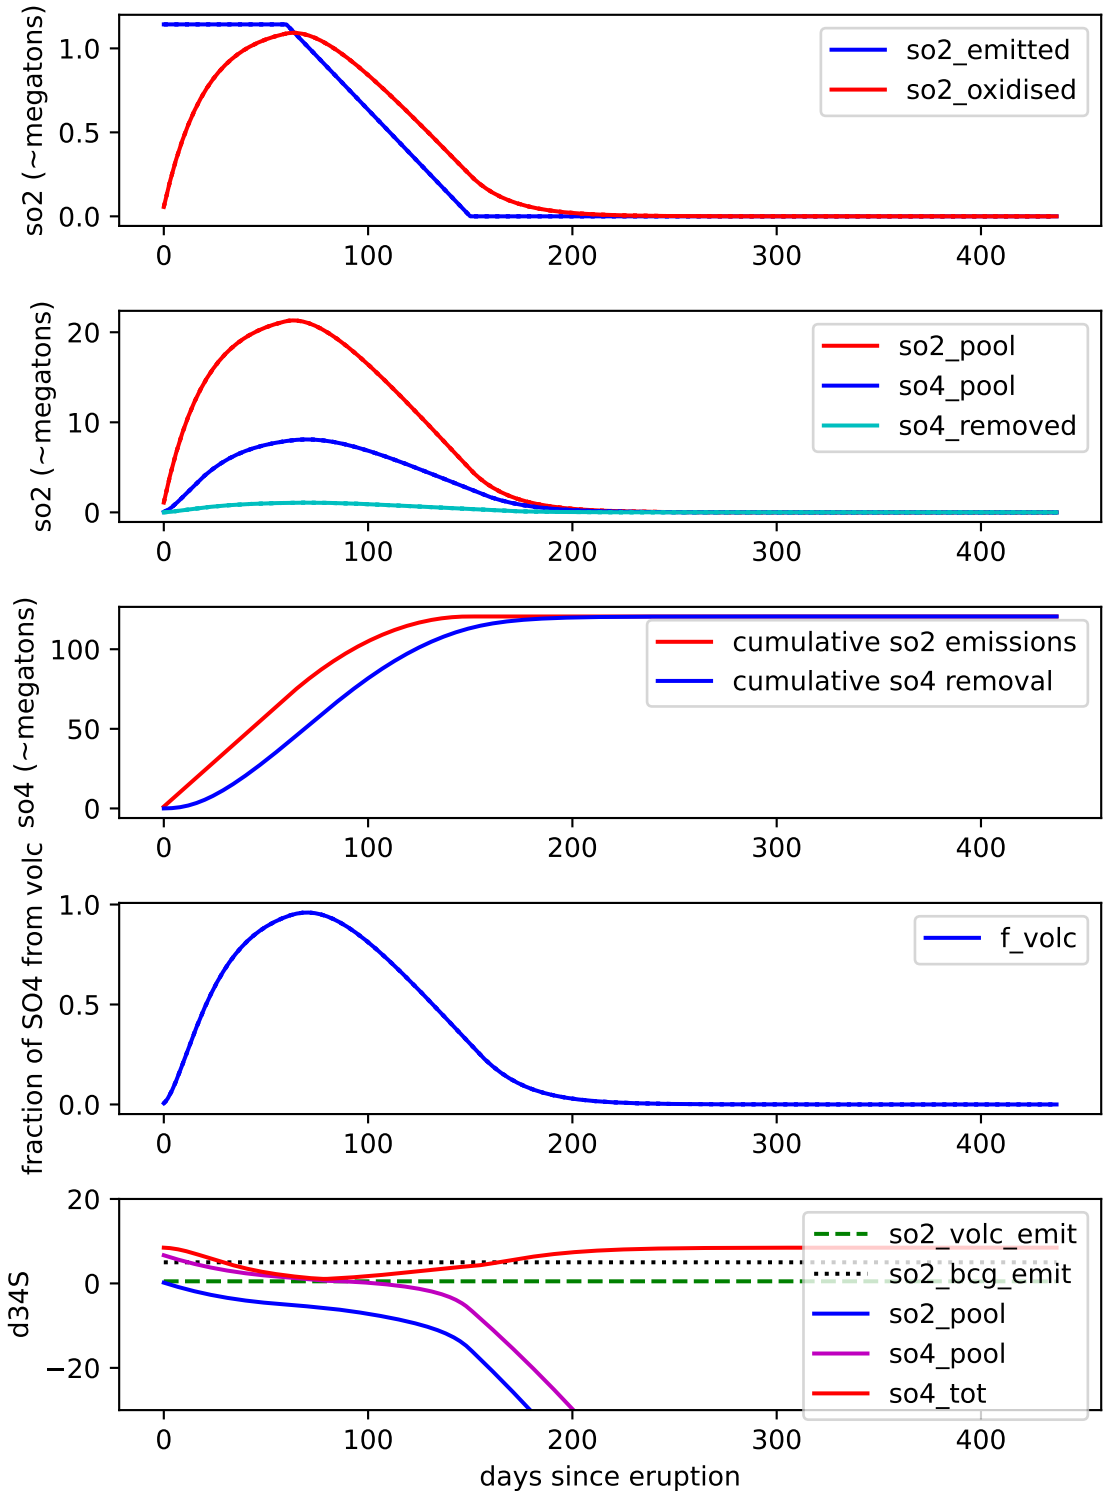 so2 (~megatons)
1.0
0.5
0.0
so2_emitted
so2_oxidised
0 100 200 300 400
so2 (~megatons)
20
10
0
so2_pool
so4_pool
so4_removed
0 100 200 300 400
so4 (~megatons)
100
50
0
cumulative so2 emissions
cumulative so4 removal
0 100 200 300 400
fraction of SO4 from volc
1.0
0.5
0.0
f_volc
0 100 200 300 400
d34S
20
0
−20
so2_volc_emit
so2_bcg_emit
so2_pool
so4_pool
so4_tot
0 100 200 300 400
days since eruption